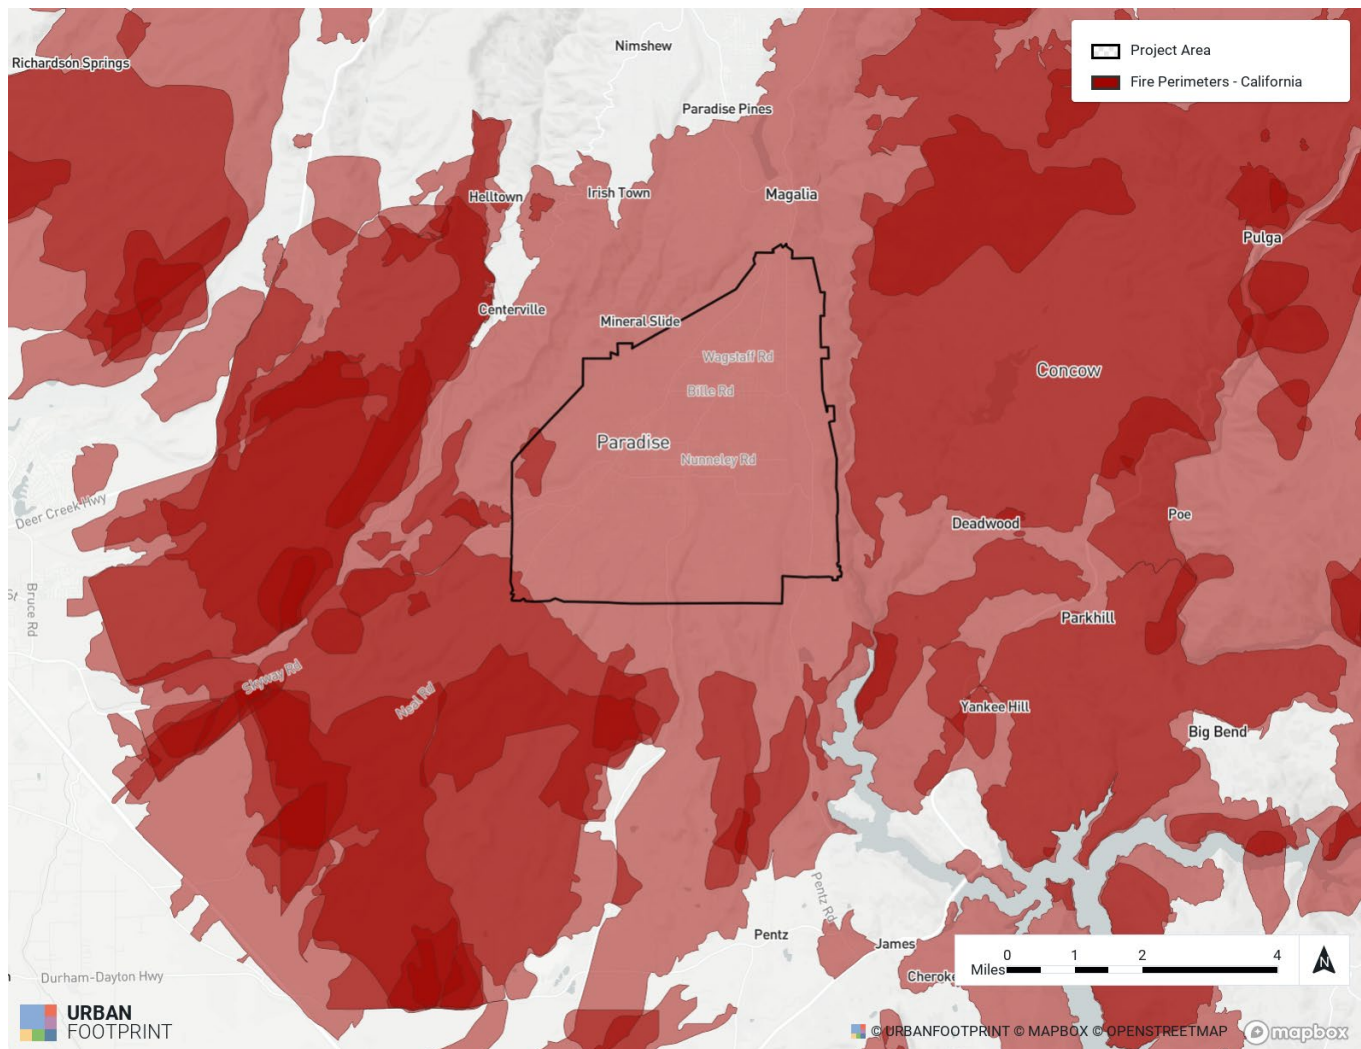 Nimshew
Richardson Springs
Project Area
Fire Perimeters - California
Paradise Pines
Helltown
Irish Town
Magalia
Pulga
Centerville
Mineral Slide
Wagstaff Rd
Concow
Bille Rd
Paradise
Nunneley Rd
Deer Creek Hwy
Deadwood
Poe
Bruce Rd
Parkhill
Skyway Rd
Neal Rd
Yankee Hill
Big Bend
Pentz Rd
Pentz
James
Cheroke
Durham-Dayton Hwy
0 1 2 4
Miles
N
URBAN
FOOTPRINT
© URBANFOOTPRINT © MAPBOX © OPENSTREETMAP
mapbox